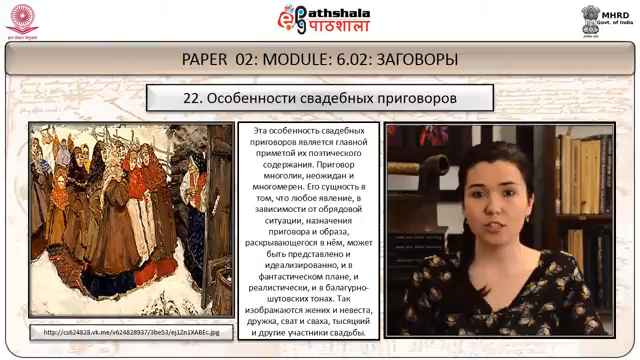 ePathshala
पाठशाला
MHRD
Govt. of India
PAPER 02: MODULE: 6.02: ЗАГОВОРЫ
22. Особенности свадебных приговоров
Эта особенность свадебных
приговоров является главной
приметой их поэтического
содержания. Приговор
многолик, неожидан и
многомерен. Его сущность в
том, что любое явление, в
зависимости от обрядовой
ситуации, назначения
приговора и образа,
раскрывающегося в нём, может
быть представлено и
идеализированно, и в
фантастическом плане, и
реалистически, и в балагурно-
шутовских тонах. Так
изображаются жених и невеста,
дружка, сват и сваха, тысяцкий
и другие участники свадьбы.
http://cs624828.vk.me/v624828937/3be53/ej1Zn1XABEc.jpg